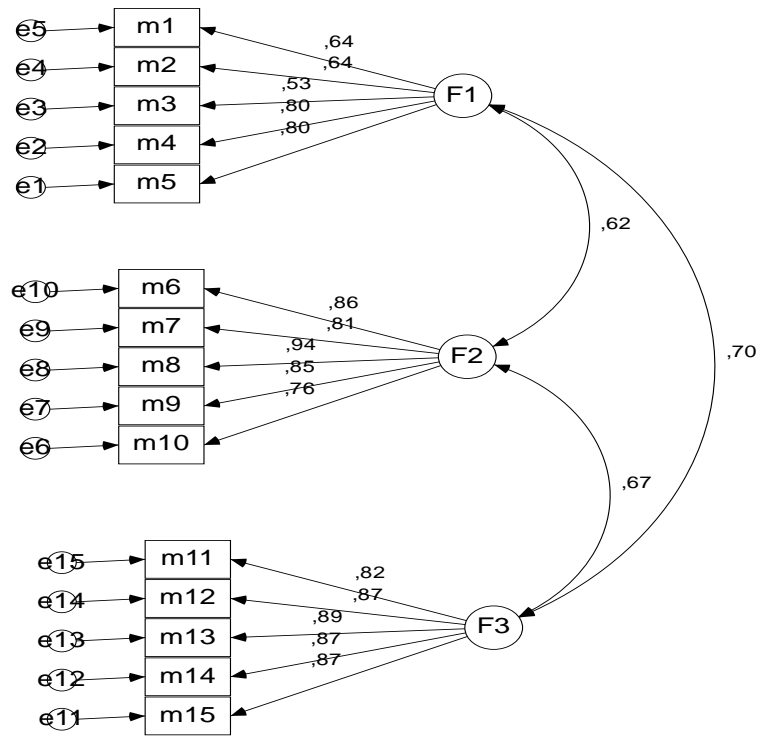 e5 m1
,64
e4 m2
,64
e3 m3
,53
F1
e2 m4
,80
e1 m5
,80
,62
e10 m6
,86
e9 m7
,81
e8 m8
,94
F2
,70
e7 m9
,85
e6 m10
,76
,67
e15 m11
,82
e14 m12
,87
e13 m13
,89
F3
e12 m14
,87
e11 m15
,87